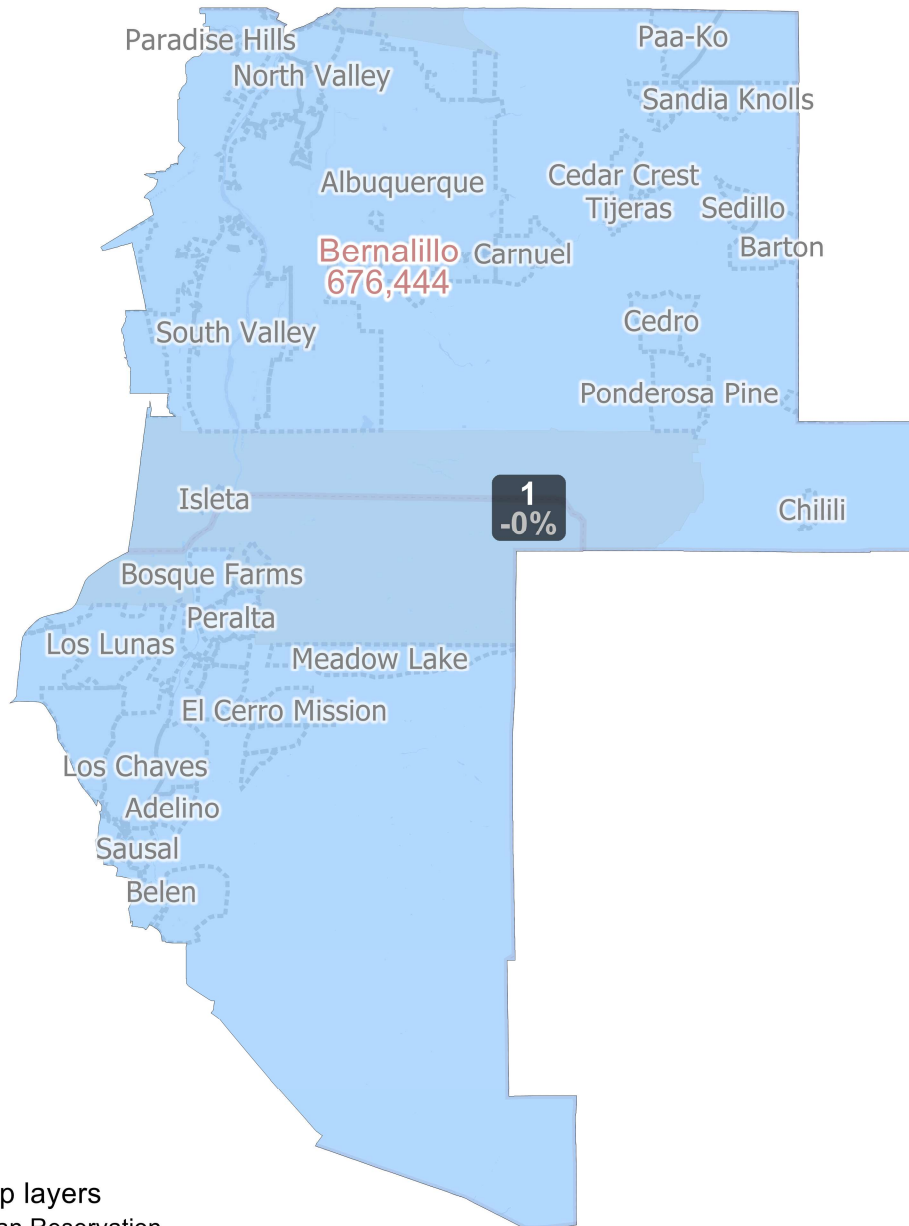 Paradise Hills
Paa-Ko
North Valley
Sandia Knolls
Albuquerque
Cedar Crest
Tijeras
Sedillo
Bernalillo
676,444
Carnuel
Barton
South Valley
Cedro
Ponderosa Pine
Isleta
1
-0%
Chilili
Bosque Farms
Peralta
Los Lunas
Meadow Lake
El Cerro Mission
Los Chaves
Adelino
Sausal
Belen
p layers
an Reservation